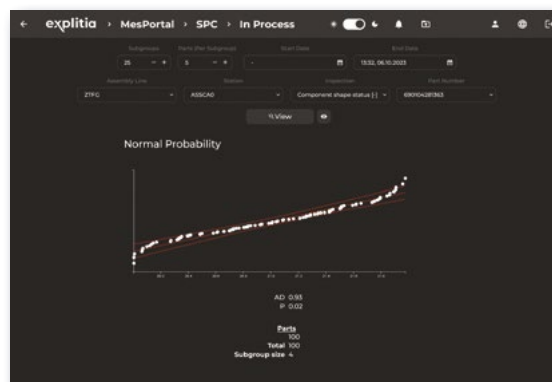 explitia › MesPortal › SPC › In Process
Subgroups Parts (Per Subgroup) Start Date End Date
25 − + 5 − + - 13:32, 06.10.2023
Assembly Line Station Inspection Part Number
ZTFG ASSCA0 Component shape status [-] 690104281363
View
Normal Probability
AD 0.93
P 0.02
Parts
100
Total 100
Subgroup size 4